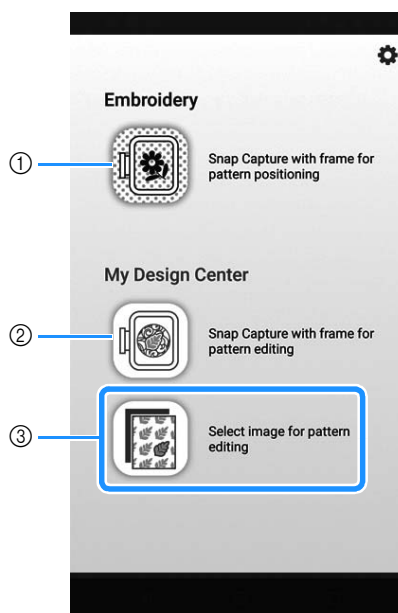 Embroidery
① Snap Capture with frame for
pattern positioning
My Design Center
② Snap Capture with frame for
pattern editing
③ Select image for pattern
editing